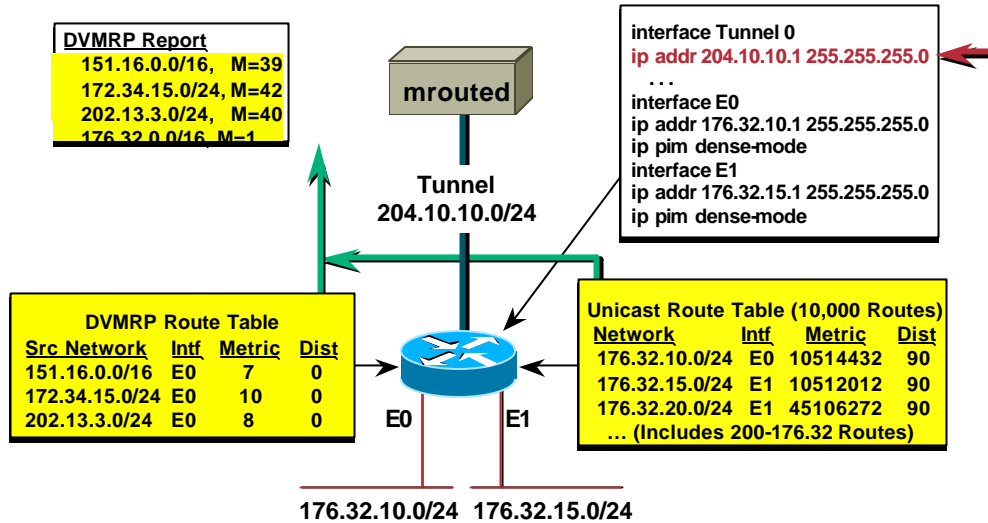 DVMRP Report
151.16.0.0/16, M=39
172.34.15.0/24, M=42
202.13.3.0/24, M=40
176.32.0.0/16, M=1
mrouted
Tunnel
204.10.10.0/24
interface Tunnel 0
ip addr 204.10.10.1 255.255.255.0
...
interface E0
ip addr 176.32.10.1 255.255.255.0
ip pim dense-mode
interface E1
ip addr 176.32.15.1 255.255.255.0
ip pim dense-mode
DVMRP Route Table
Src Network Intf Metric Dist
151.16.0.0/16 E0 7 0
172.34.15.0/24 E0 10 0
202.13.3.0/24 E0 8 0
Unicast Route Table (10,000 Routes)
Network Intf Metric Dist
176.32.10.0/24 E0 10514432 90
176.32.15.0/24 E1 10512012 90
176.32.20.0/24 E1 45106272 90
... (Includes 200-176.32 Routes)
E0 E1
176.32.10.0/24 176.32.15.0/24